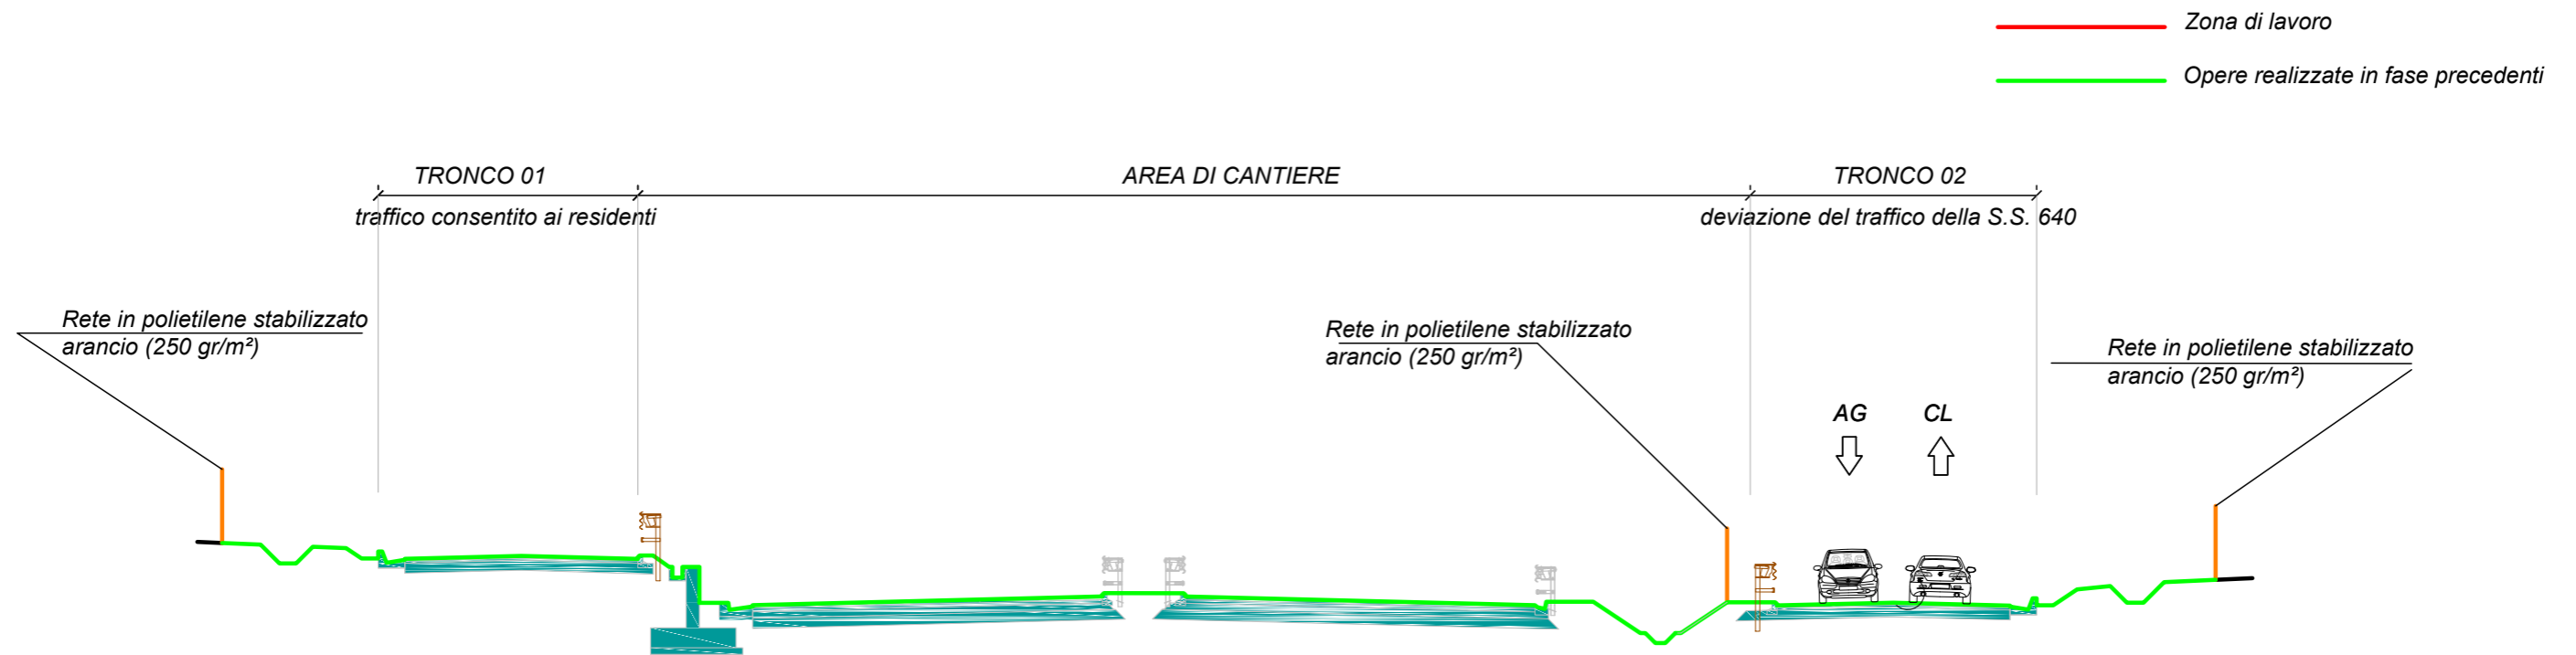 Zona di lavoro
Opere realizzate in fase precedenti
TRONCO 01
AREA DI CANTIERE
TRONCO 02
traffico consentito ai residenti
deviazione del traffico della S.S. 640
Rete in polietilene stabilizzato
arancio (250 gr/m²)
Rete in polietilene stabilizzato
arancio (250 gr/m²)
Rete in polietilene stabilizzato
arancio (250 gr/m²)
AG
CL